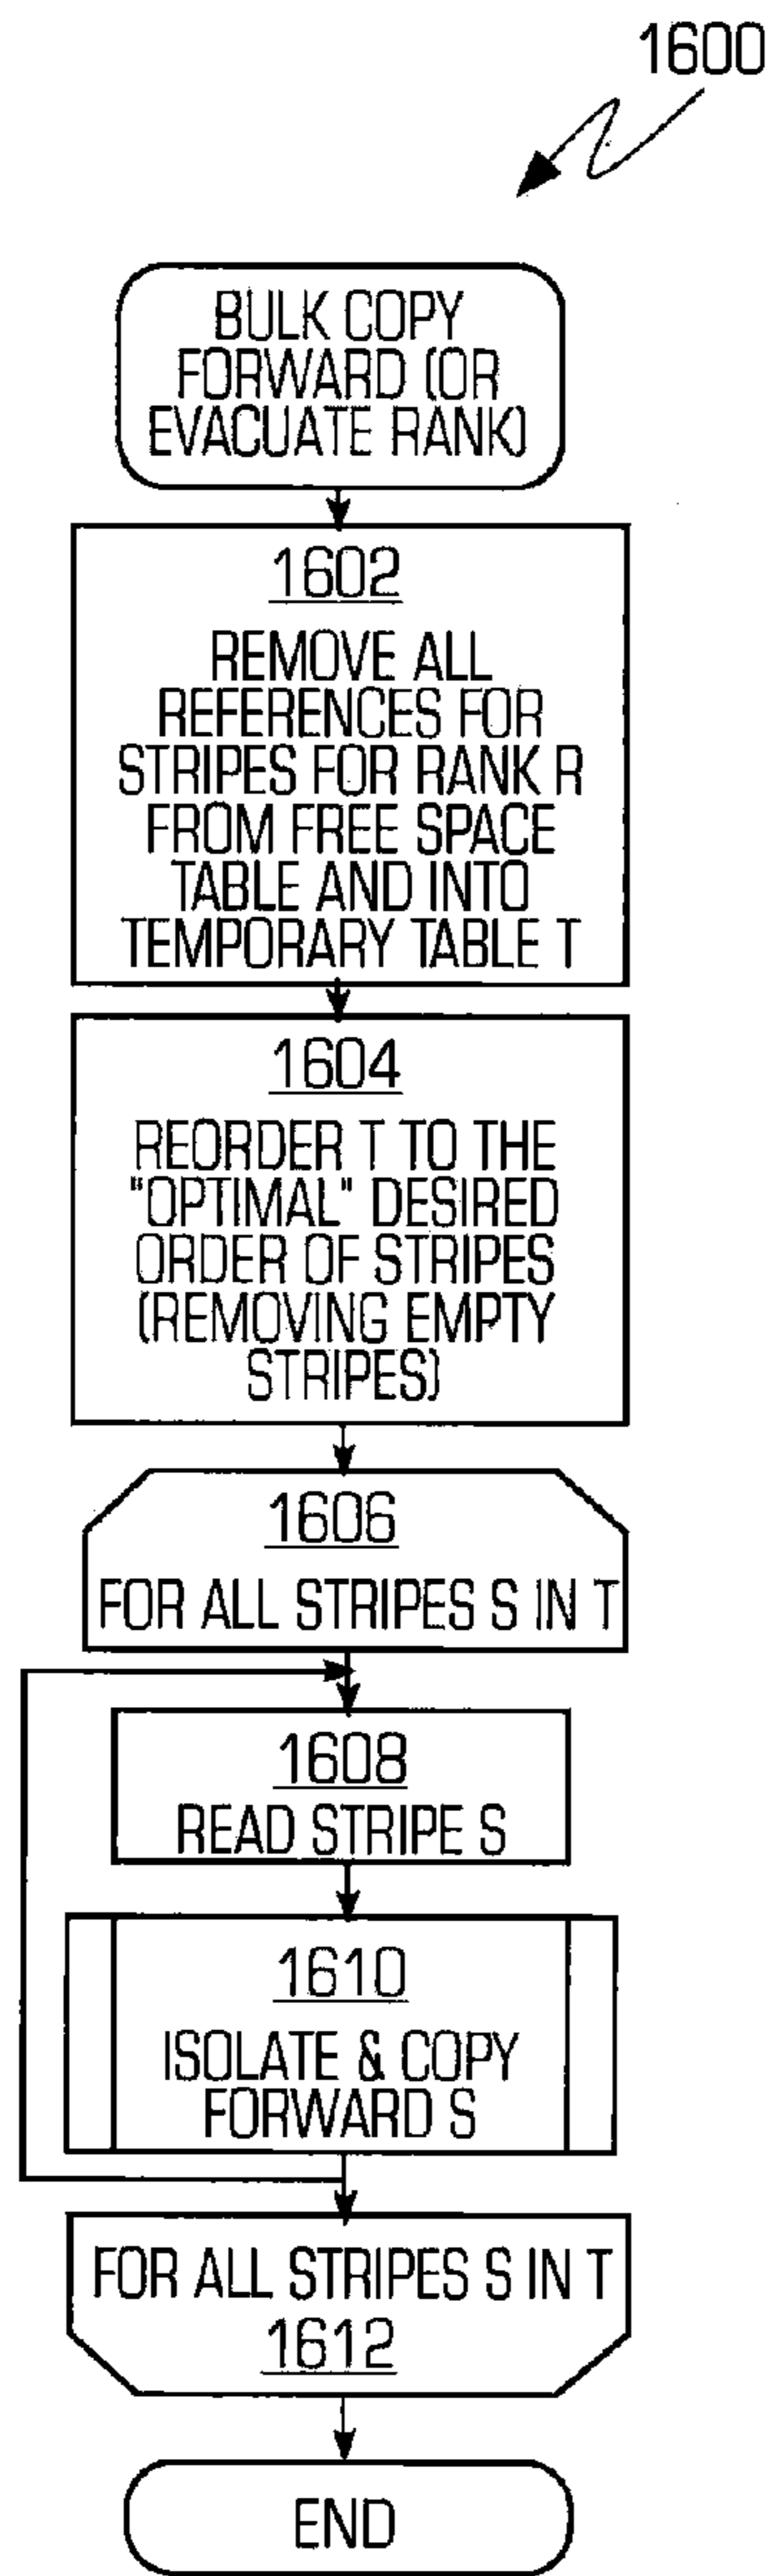 1600
BULK COPY
FORWARD (OR
EVACUATE RANK)
1602
REMOVE ALL
REFERENCES FOR
STRIPES FOR RANK R
FROM FREE SPACE
TABLE AND INTO
TEMPORARY TABLE T
1604
REORDER T TO THE
"OPTIMAL" DESIRED
ORDER OF STRIPES
(REMOVING EMPTY
STRIPES)
1606
FOR ALL STRIPES S IN T
1608
READ STRIPE S
1610
ISOLATE & COPY
FORWARD S
FOR ALL STRIPES S IN T
1612
END